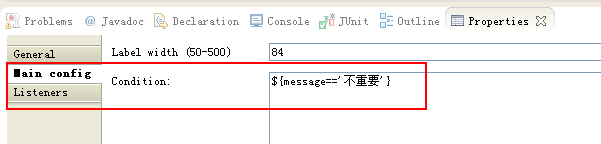 Problems @ Javadoc Declaration Console JUnit Outline Properties
General
Label width (50-500) 84
Main config
Condition: ${message=='不重要'}
Listeners